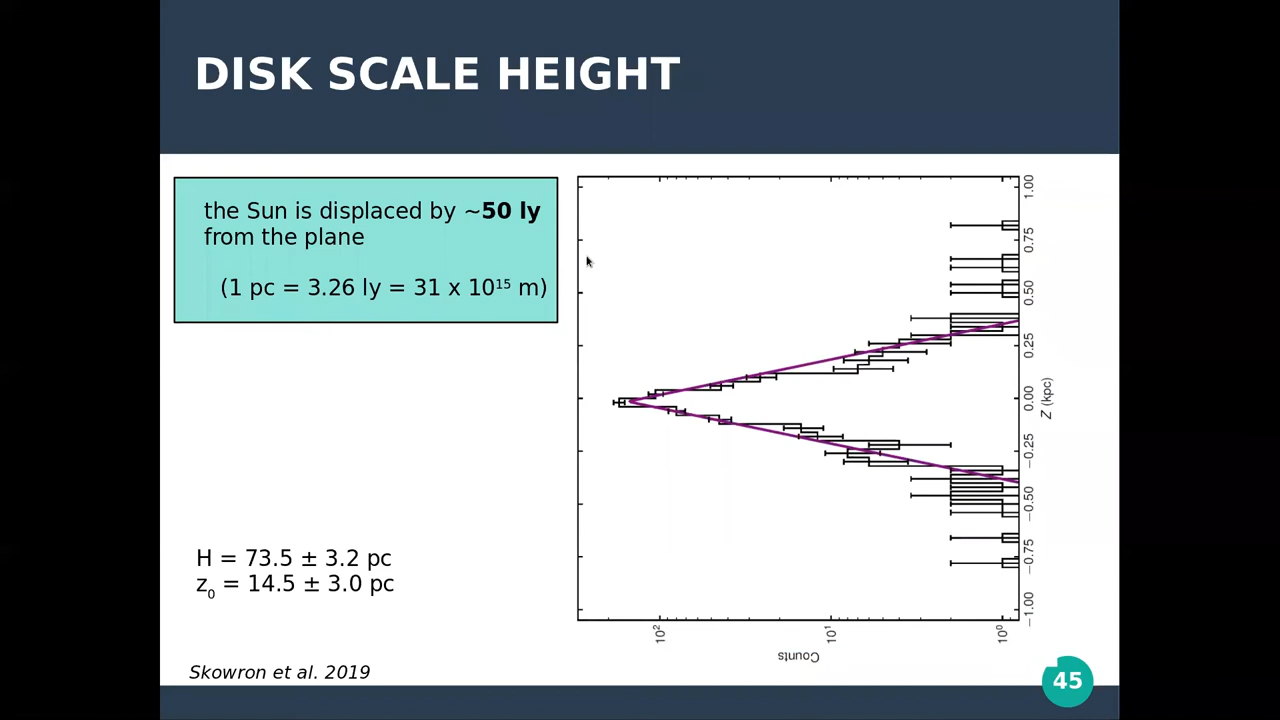 DISK SCALE HEIGHT
the Sun is displaced by ~50 ly
from the plane
(1 pc = 3.26 ly = 31 x 10¹⁵ m)
H = 73.5 ± 3.2 pc
z₀ = 14.5 ± 3.0 pc
Skowron et al. 2019
1.00
0.75
0.50
0.25
0.00
−0.25
−0.50
−0.75
−1.00
Z (kpc)
10²
10¹
10⁰
Counts
45